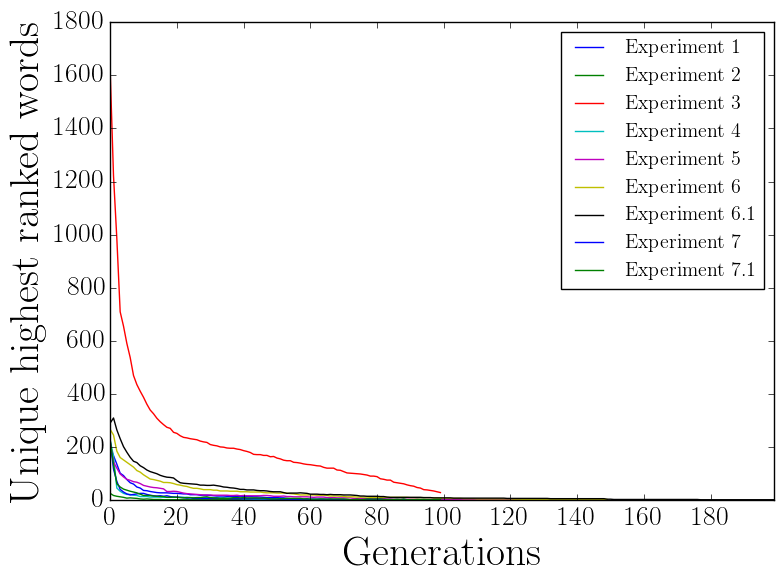 Unique highest ranked words
1800
1600
1400
1200
1000
800
600
400
200
0
0 20 40 60 80 100 120 140 160 180
Generations
Experiment 1
Experiment 2
Experiment 3
Experiment 4
Experiment 5
Experiment 6
Experiment 6.1
Experiment 7
Experiment 7.1